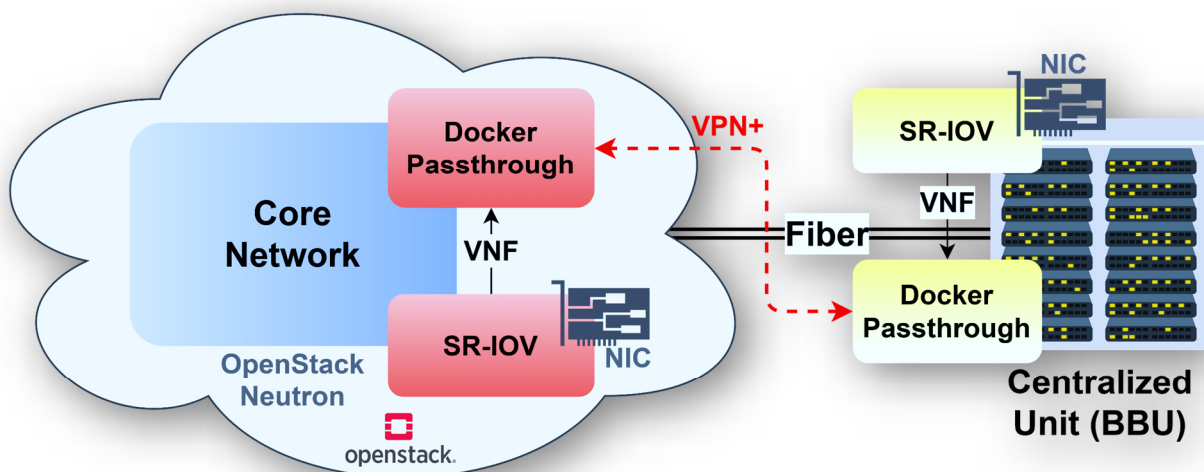 Docker
Passthrough
Core
Network
VNF
SR-IOV
NIC
OpenStack
Neutron
openstack.
VPN+
Fiber
NIC
SR-IOV
VNF
Docker
Passthrough
Centralized
Unit (BBU)